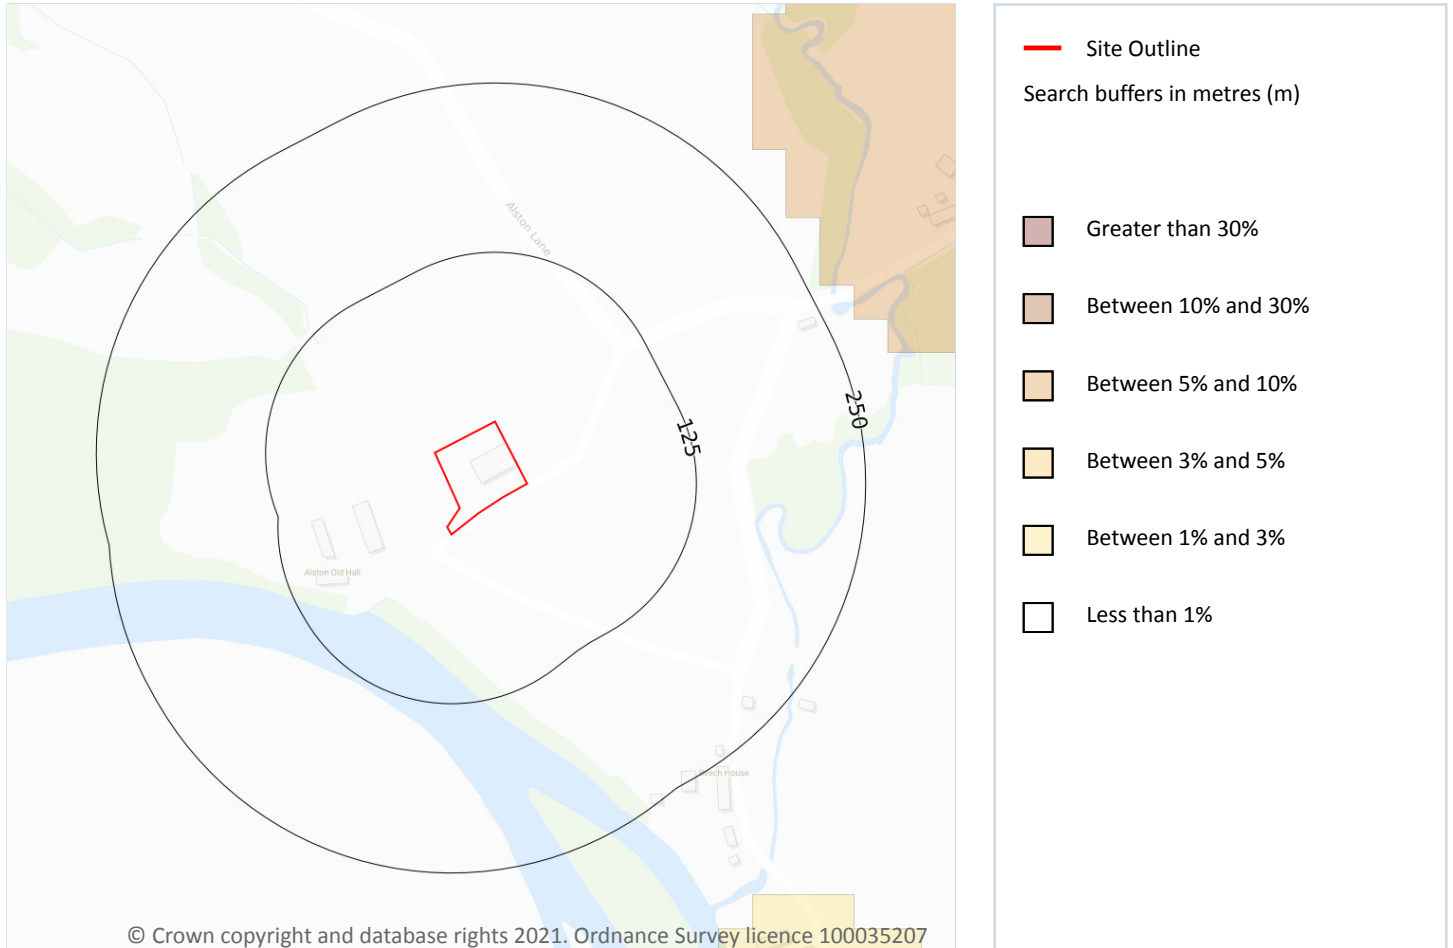 Alston Lane
125
250
Alston Old Hall
Beech House
© Crown copyright and database rights 2021. Ordnance Survey licence 100035207
Site Outline
Search buffers in metres (m)
Greater than 30%
Between 10% and 30%
Between 5% and 10%
Between 3% and 5%
Between 1% and 3%
Less than 1%